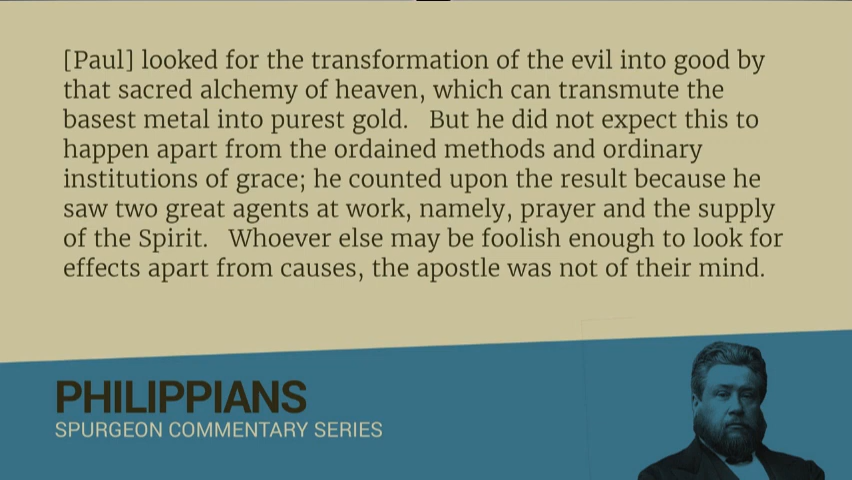 [Paul] looked for the transformation of the evil into good by
that sacred alchemy of heaven, which can transmute the
basest metal into purest gold.   But he did not expect this to
happen apart from the ordained methods and ordinary
institutions of grace; he counted upon the result because he
saw two great agents at work, namely, prayer and the supply
of the Spirit.   Whoever else may be foolish enough to look for
effects apart from causes, the apostle was not of their mind.
PHILIPPIANS
SPURGEON COMMENTARY SERIES